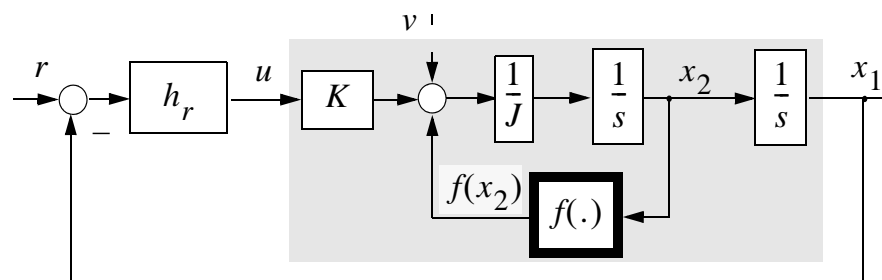 v
r
h_r
u
K
1/J
1/s
x_2
1/s
x_1
−
f(x_2)
f(.)